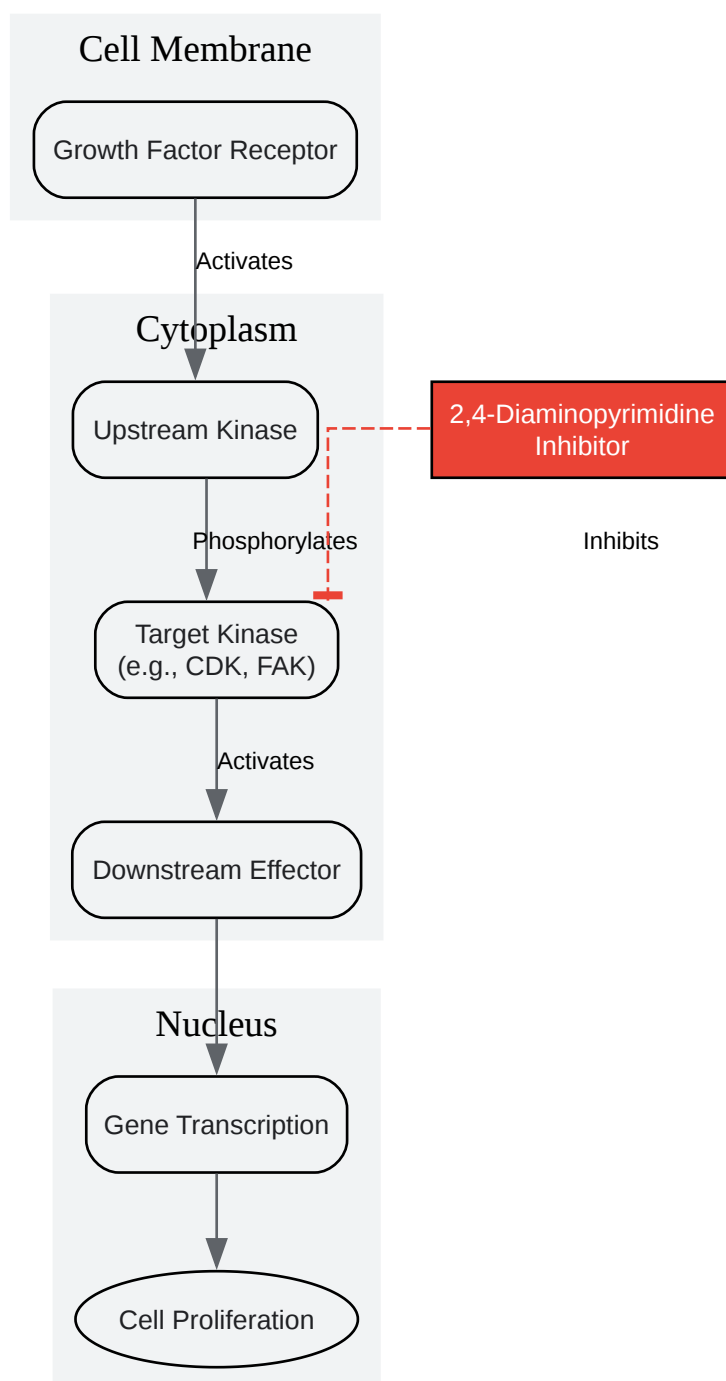 Cell Membrane
Growth Factor Receptor
Activates
Cytoplasm
Upstream Kinase
2,4-Diaminopyrimidine
Inhibitor
Phosphorylates
Inhibits
Target Kinase
(e.g., CDK, FAK)
Activates
Downstream Effector
Nucleus
Gene Transcription
Cell Proliferation